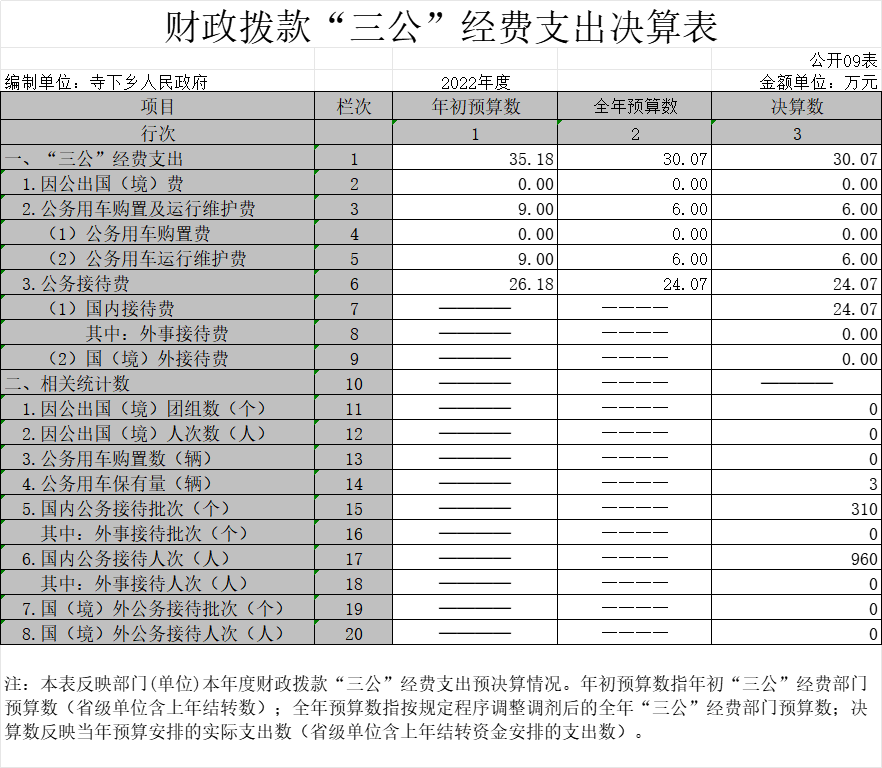 财政拨款“三公”经费支出决算表
公开09表
编制单位：寺下乡人民政府 2022年度 金额单位：万元
项目 栏次 年初预算数 全年预算数 决算数
行次 1 2 3
一、“三公”经费支出 1 35.18 30.07 30.07
1.因公出国（境）费 2 0.00 0.00 0.00
2.公务用车购置及运行维护费 3 9.00 6.00 6.00
（1）公务用车购置费 4 0.00 0.00 0.00
（2）公务用车运行维护费 5 9.00 6.00 6.00
3.公务接待费 6 26.18 24.07 24.07
（1）国内接待费 7 ———— ———— 24.07
其中：外事接待费 8 ———— ———— 0.00
（2）国（境）外接待费 9 ———— ———— 0.00
二、相关统计数 10 ———— ———— ————
1.因公出国（境）团组数（个） 11 ———— ———— 0
2.因公出国（境）人次数（人） 12 ———— ———— 0
3.公务用车购置数（辆） 13 ———— ———— 0
4.公务用车保有量（辆） 14 ———— ———— 3
5.国内公务接待批次（个） 15 ———— ———— 310
其中：外事接待批次（个） 16 ———— ———— 0
6.国内公务接待人次（人） 17 ———— ———— 960
其中：外事接待人次（人） 18 ———— ———— 0
7.国（境）外公务接待批次（个） 19 ———— ———— 0
8.国（境）外公务接待人次（人） 20 ———— ———— 0
注：本表反映部门(单位)本年度财政拨款“三公”经费支出预决算情况。年初预算数指年初“三公”经费部门
预算数（省级单位含上年结转数）；全年预算数指按规定程序调整调剂后的全年“三公”经费部门预算数；决
算数反映当年预算安排的实际支出数（省级单位含上年结转资金安排的支出数）。